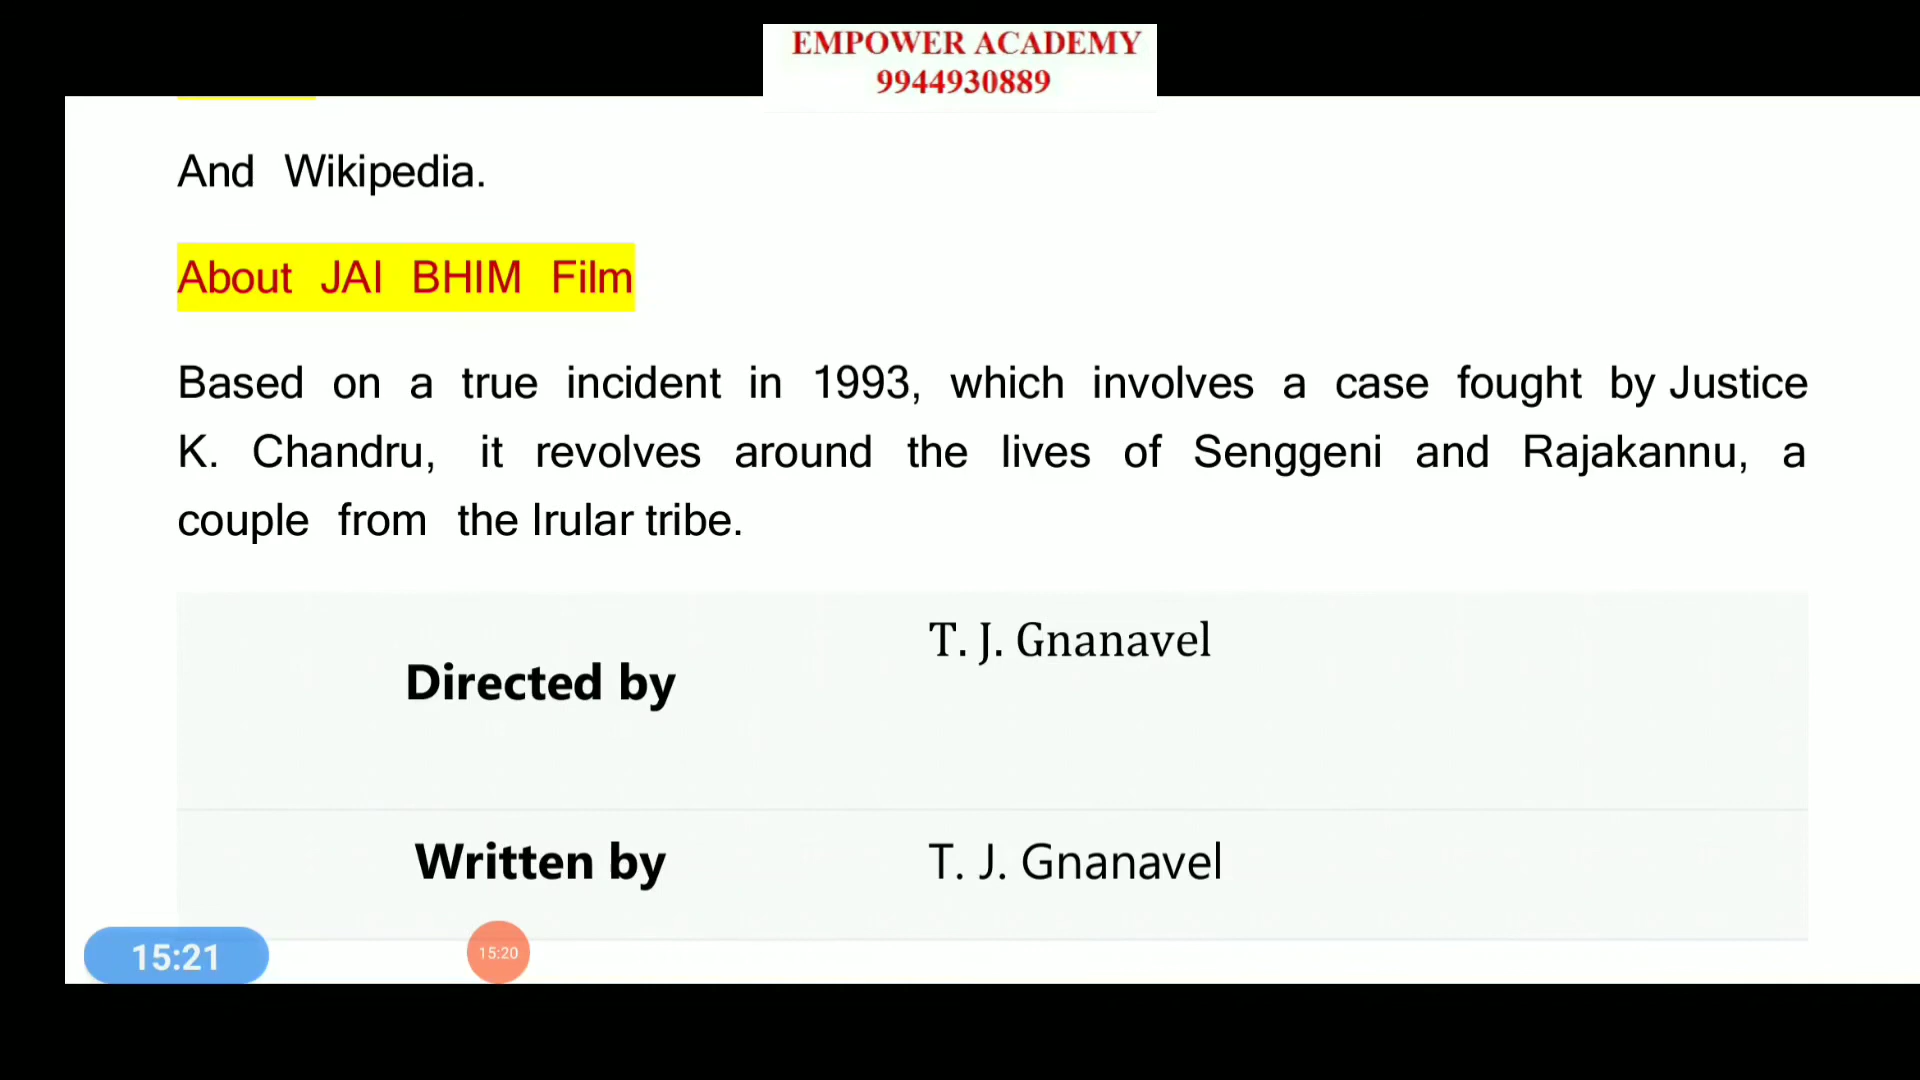 EMPOWER ACADEMY
9944930889
And Wikipedia.
About JAI BHIM Film
Based on a true incident in 1993, which involves a case fought by Justice
K. Chandru, it revolves around the lives of Senggeni and Rajakannu, a
couple from the Irular tribe.
Directed by T. J. Gnanavel
Written by T. J. Gnanavel
15:21 15:20